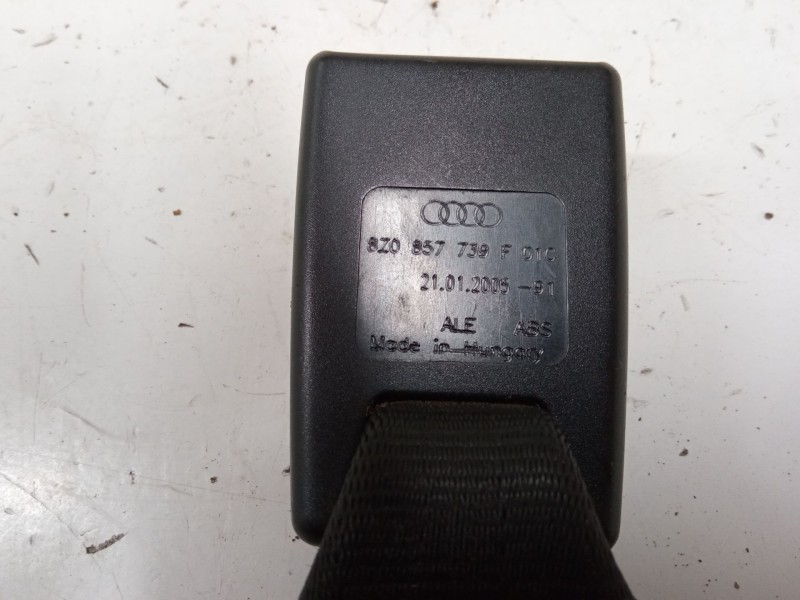 8Z0 857 739 F 01C
21.01.2005 -91
ALE ABS
Made in Hungary